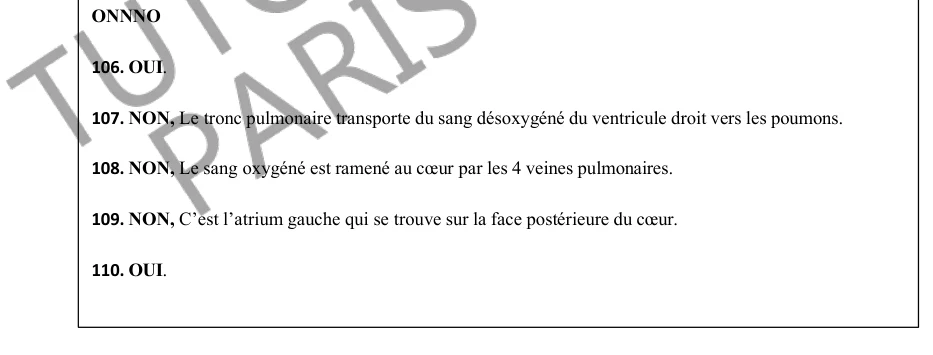 ONNNO
106. OUI.
107. NON, Le tronc pulmonaire transporte du sang désoxygéné du ventricule droit vers les poumons.
108. NON, Le sang oxygéné est ramené au cœur par les 4 veines pulmonaires.
109. NON, C'est l'atrium gauche qui se trouve sur la face postérieure du cœur.
110. OUI.
PARIS